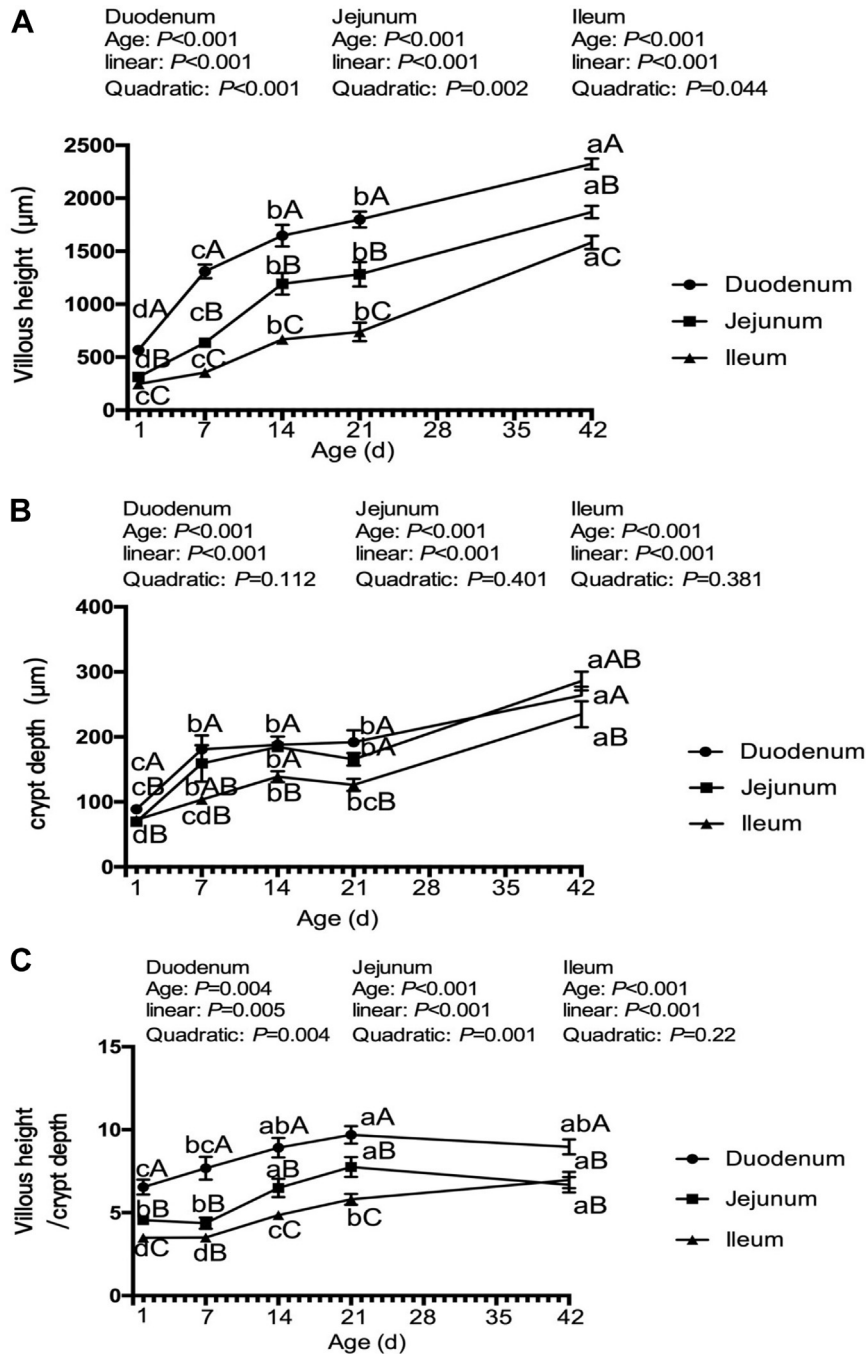 A
Duodenum Jejunum Ileum
Age: P<0.001 Age: P<0.001 Age: P<0.001
linear: P<0.001 linear: P<0.001 linear: P<0.001
Quadratic: P<0.001 Quadratic: P=0.002 Quadratic: P=0.044
Villous height (μm)
2500
2000
1500
1000
500
0
dA cA bA bA aA
dB cB bB bB aB
cC cC bC bC aC
1 7 14 21 28 35 42
Age (d)
Duodenum
Jejunum
Ileum
B
Duodenum Jejunum Ileum
Age: P<0.001 Age: P<0.001 Age: P<0.001
linear: P<0.001 linear: P<0.001 linear: P<0.001
Quadratic: P=0.112 Quadratic: P=0.401 Quadratic: P=0.381
crypt depth (μm)
400
300
200
100
0
cA bA bA bA aAB
cB bAB bA bA aA
dB cdB bB bcB aB
1 7 14 21 28 35 42
Age (d)
Duodenum
Jejunum
Ileum
C
Duodenum Jejunum Ileum
Age: P=0.004 Age: P<0.001 Age: P<0.001
linear: P=0.005 linear: P<0.001 linear: P<0.001
Quadratic: P=0.004 Quadratic: P=0.001 Quadratic: P=0.22
Villous height
/crypt depth
15
10
5
0
cA bcA abA aA abA
bB bB aB aB aB
dC dB cC bC aB
1 7 14 21 28 35 42
Age (d)
Duodenum
Jejunum
Ileum